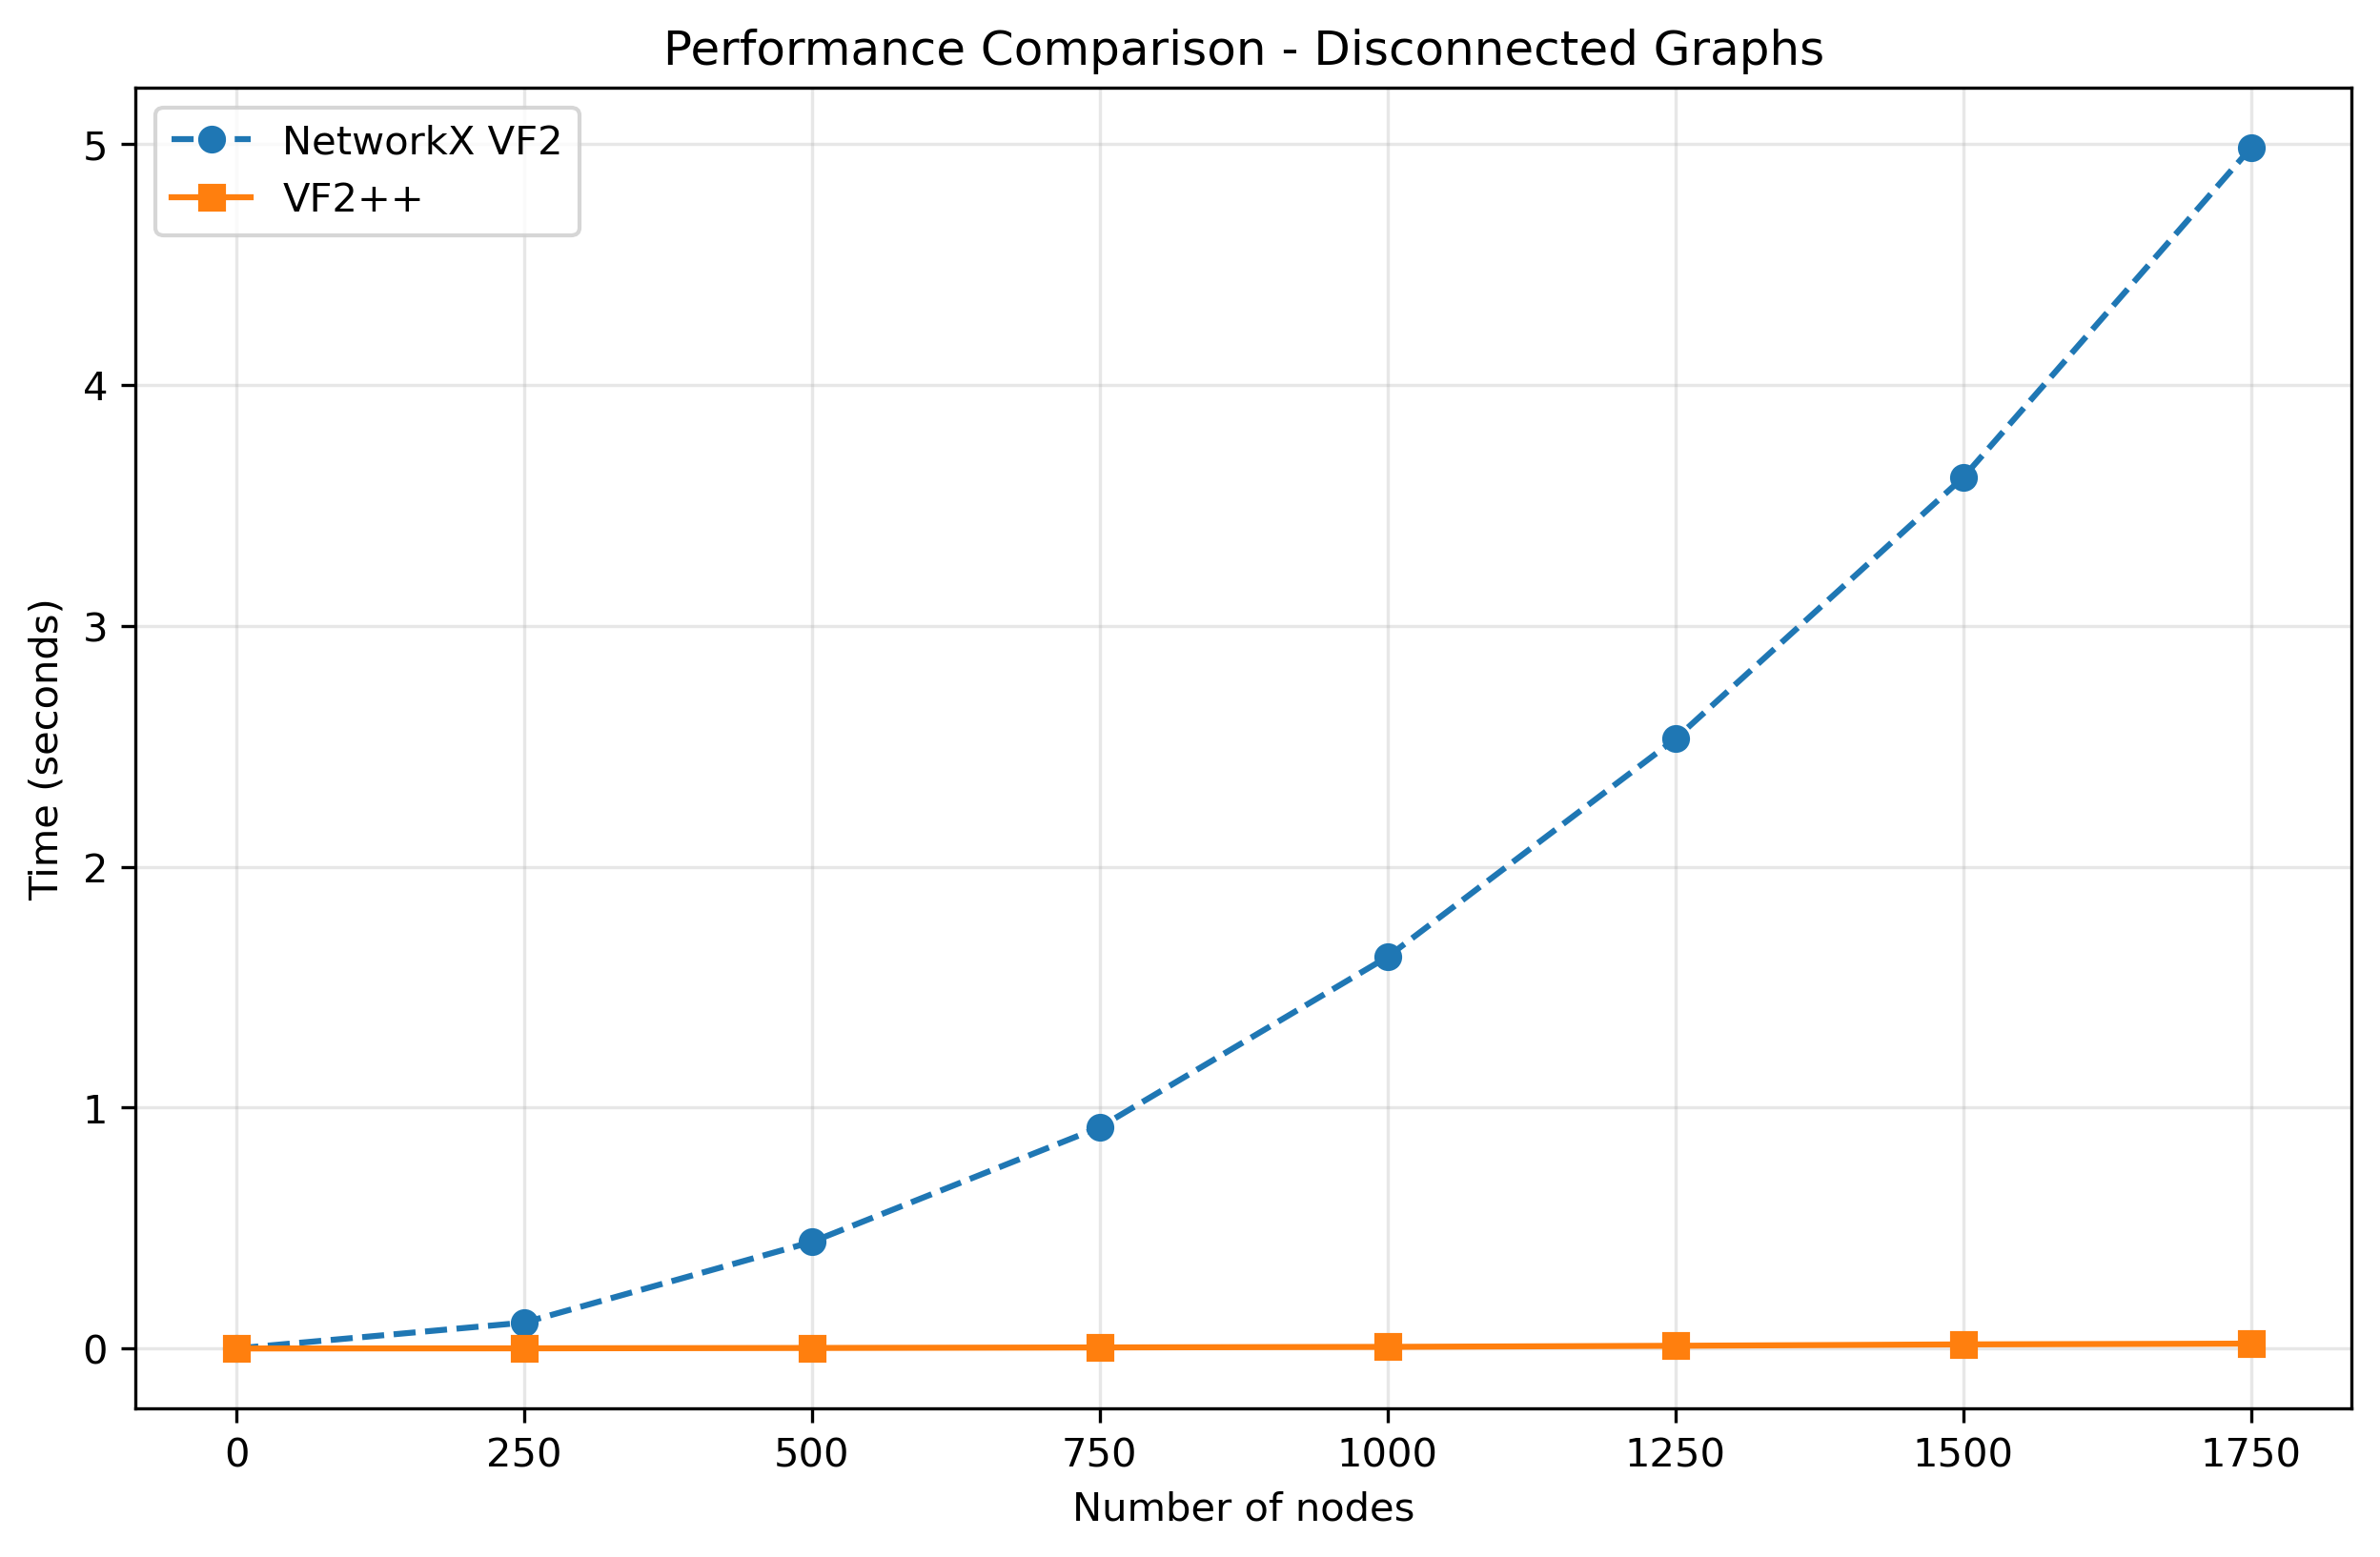 Performance Comparison - Disconnected Graphs
NetworkX VF2
VF2++
5
4
3
2
1
0
Time (seconds)
0 250 500 750 1000 1250 1500 1750
Number of nodes